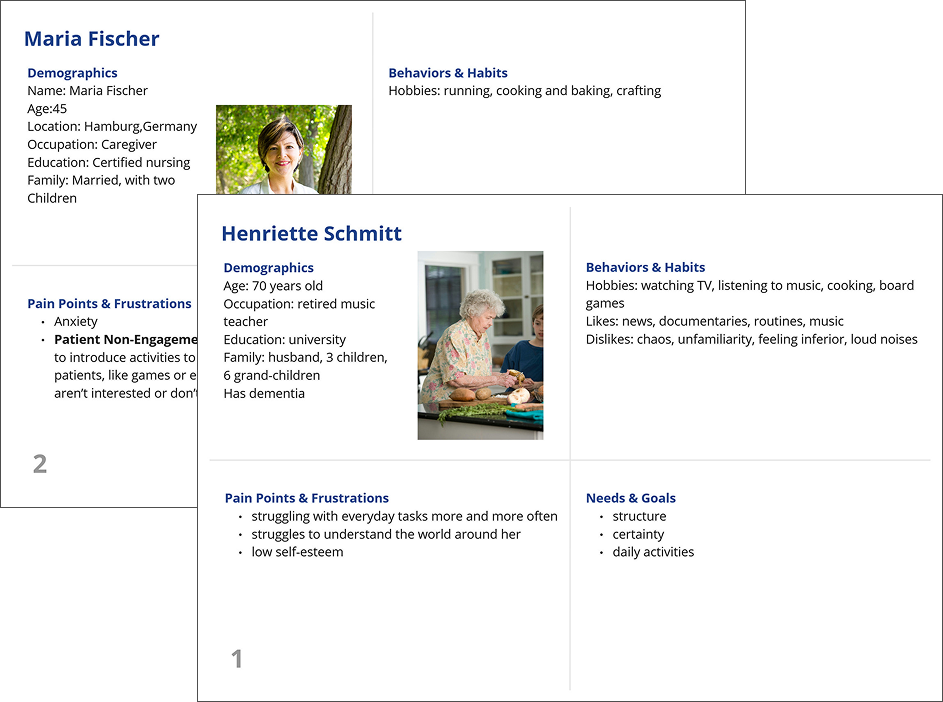 Maria Fischer
Demographics
Name: Maria Fischer
Age:45
Location: Hamburg,Germany
Occupation: Caregiver
Education: Certified nursing
Family: Married, with two
Children
Behaviors & Habits
Hobbies: running, cooking and baking, crafting
Pain Points & Frustrations
• Anxiety
• Patient Non-Engageme
to introduce activities to
patients, like games or e
aren't interested or don't
2
Henriette Schmitt
Demographics
Age: 70 years old
Occupation: retired music
teacher
Education: university
Family: husband, 3 children,
6 grand-children
Has dementia
Behaviors & Habits
Hobbies: watching TV, listening to music, cooking, board
games
Likes: news, documentaries, routines, music
Dislikes: chaos, unfamiliarity, feeling inferior, loud noises
Pain Points & Frustrations
• struggling with everyday tasks more and more often
• struggles to understand the world around her
• low self-esteem
Needs & Goals
• structure
• certainty
• daily activities
1